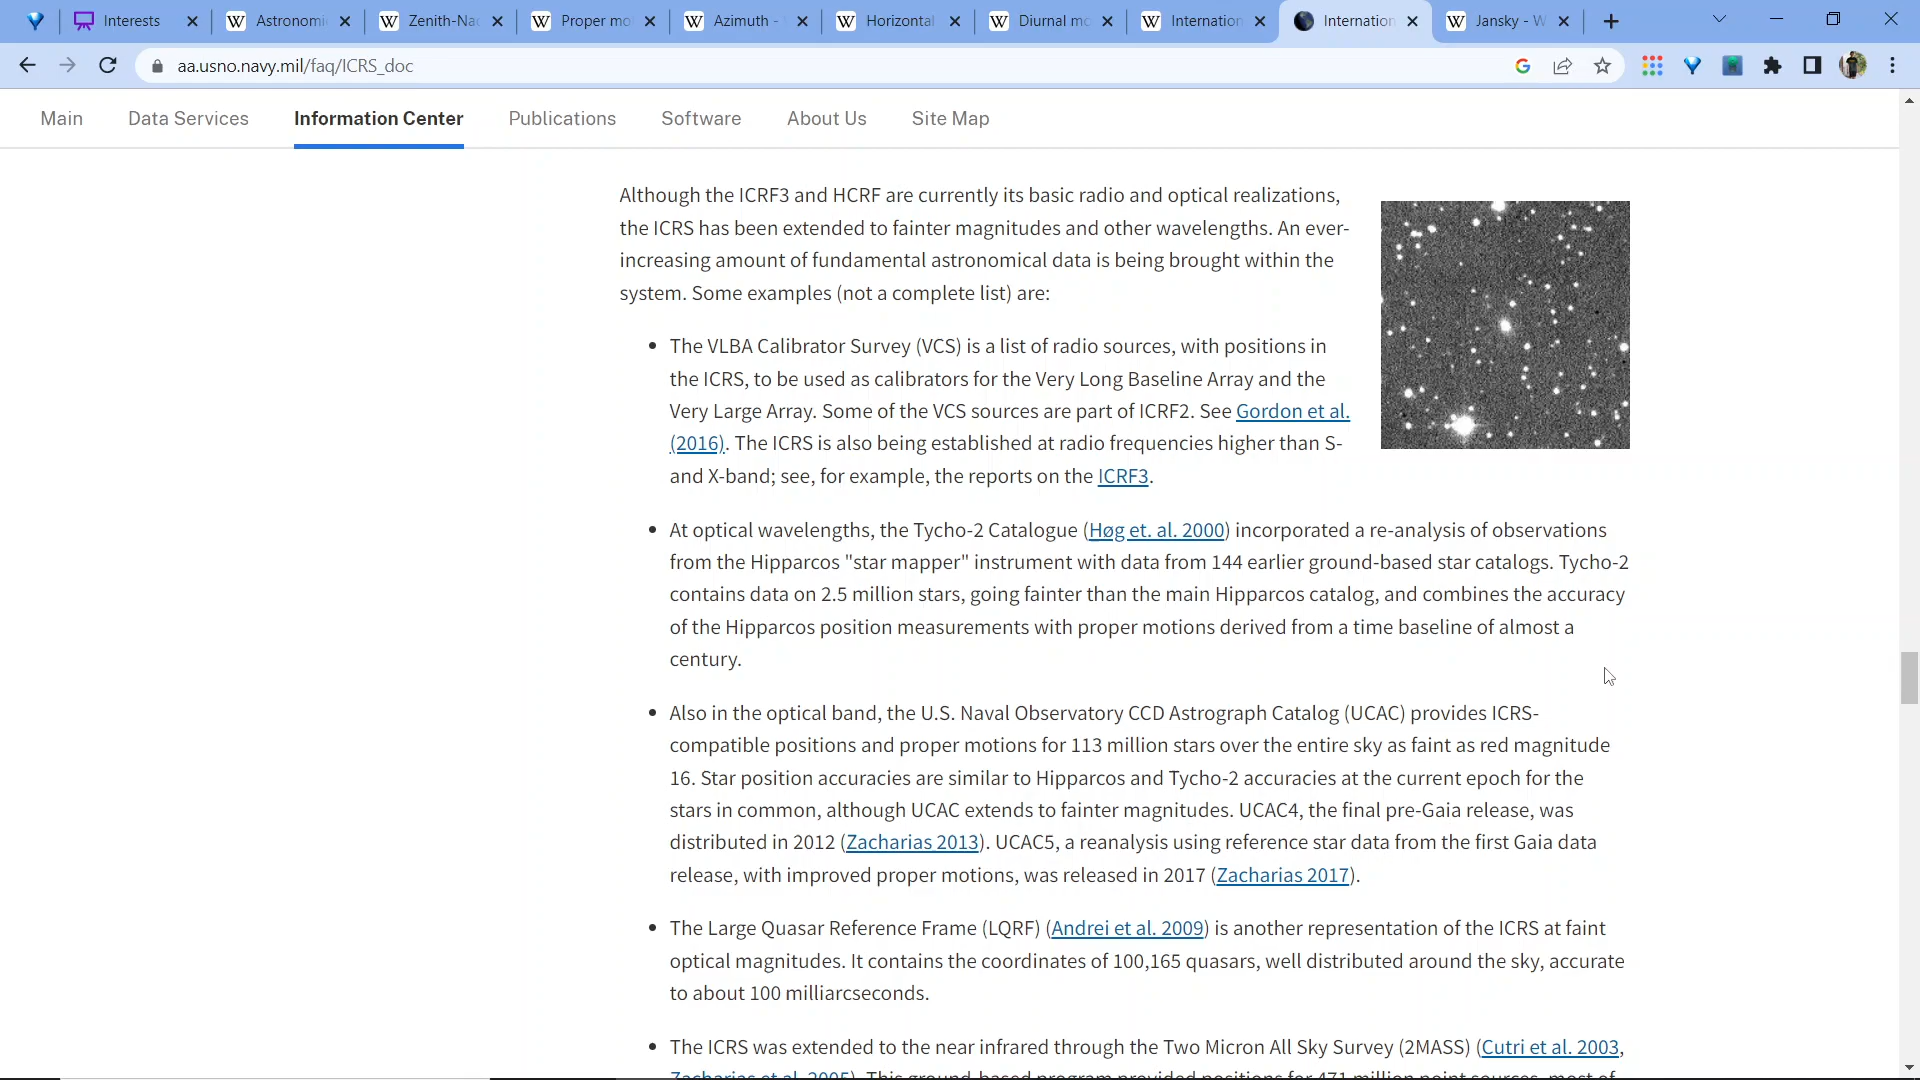 Interests
Astronomi
Zenith-Na
Proper mo
Azimuth -
Horizontal
Diurnal mo
Internation
Internation
Jansky - W
aa.usno.navy.mil/faq/ICRS_doc
Main
Data Services
Information Center
Publications
Software
About Us
Site Map
Although the ICRF3 and HCRF are currently its basic radio and optical realizations,
the ICRS has been extended to fainter magnitudes and other wavelengths. An ever-
increasing amount of fundamental astronomical data is being brought within the
system. Some examples (not a complete list) are:
• The VLBA Calibrator Survey (VCS) is a list of radio sources, with positions in
the ICRS, to be used as calibrators for the Very Long Baseline Array and the
Very Large Array. Some of the VCS sources are part of ICRF2. See Gordon et al.
(2016). The ICRS is also being established at radio frequencies higher than S-
and X-band; see, for example, the reports on the ICRF3.
• At optical wavelengths, the Tycho-2 Catalogue (Høg et. al. 2000) incorporated a re-analysis of observations
from the Hipparcos "star mapper" instrument with data from 144 earlier ground-based star catalogs. Tycho-2
contains data on 2.5 million stars, going fainter than the main Hipparcos catalog, and combines the accuracy
of the Hipparcos position measurements with proper motions derived from a time baseline of almost a
century.
• Also in the optical band, the U.S. Naval Observatory CCD Astrograph Catalog (UCAC) provides ICRS-
compatible positions and proper motions for 113 million stars over the entire sky as faint as red magnitude
16. Star position accuracies are similar to Hipparcos and Tycho-2 accuracies at the current epoch for the
stars in common, although UCAC extends to fainter magnitudes. UCAC4, the final pre-Gaia release, was
distributed in 2012 (Zacharias 2013). UCAC5, a reanalysis using reference star data from the first Gaia data
release, with improved proper motions, was released in 2017 (Zacharias 2017).
• The Large Quasar Reference Frame (LQRF) (Andrei et al. 2009) is another representation of the ICRS at faint
optical magnitudes. It contains the coordinates of 100,165 quasars, well distributed around the sky, accurate
to about 100 milliarcseconds.
• The ICRS was extended to the near infrared through the Two Micron All Sky Survey (2MASS) (Cutri et al. 2003,
Zacharias et al. 2005). This ground-based program provided positions for 471 million point sources, most of